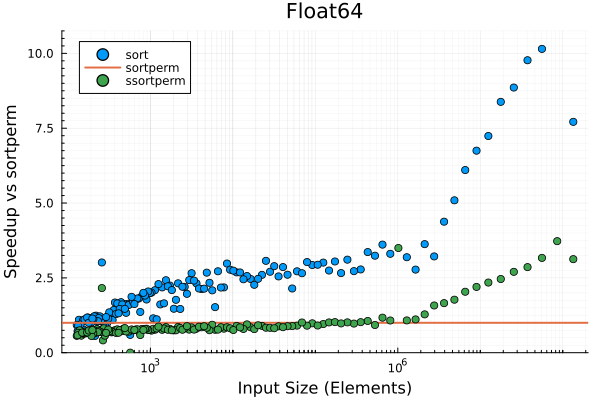 Float64
sort
sortperm
ssortperm
Speedup vs sortperm
10.0
7.5
5.0
2.5
0.0
10³
10⁶
Input Size (Elements)